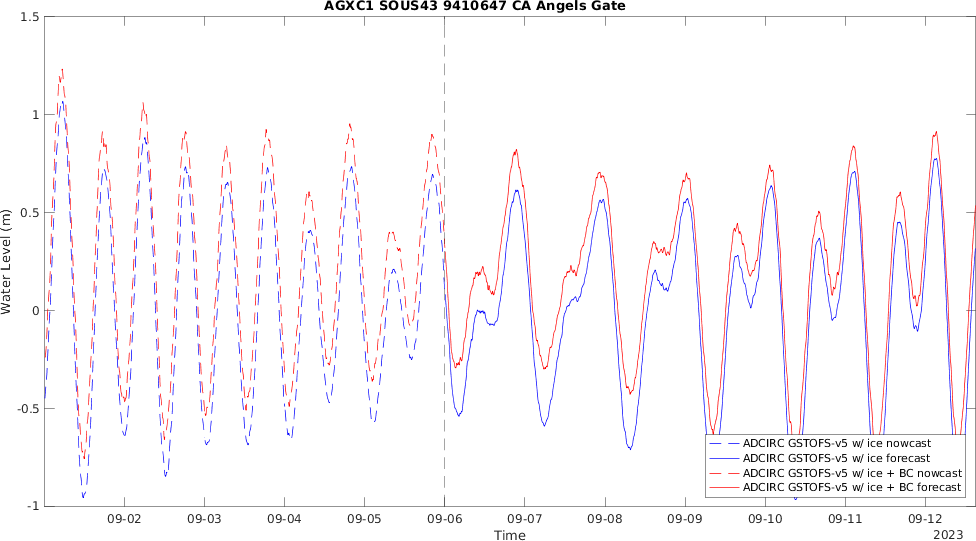 AGXC1 SOUS43 9410647 CA Angels Gate
Water Level (m)
1.5
1
0.5
0
-0.5
-1
ADCIRC GSTOFS-v5 w/ ice nowcast
ADCIRC GSTOFS-v5 w/ ice forecast
ADCIRC GSTOFS-v5 w/ ice + BC nowcast
ADCIRC GSTOFS-v5 w/ ice + BC forecast
09-02 09-03 09-04 09-05 09-06 09-07 09-08 09-09 09-10 09-11 09-12
Time
2023